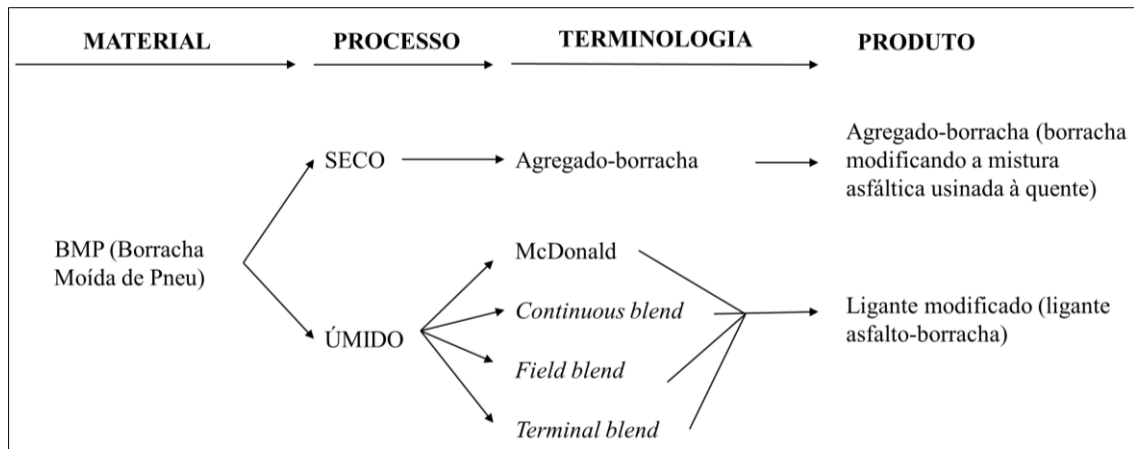 MATERIAL
PROCESSO
TERMINOLOGIA
PRODUTO
SECO
Agregado-borracha
Agregado-borracha (borracha
modificando a mistura
asfáltica usinada à quente)
BMP (Borracha
Moída de Pneu)
ÚMIDO
McDonald
Continuous blend
Field blend
Terminal blend
Ligante modificado (ligante
asfalto-borracha)